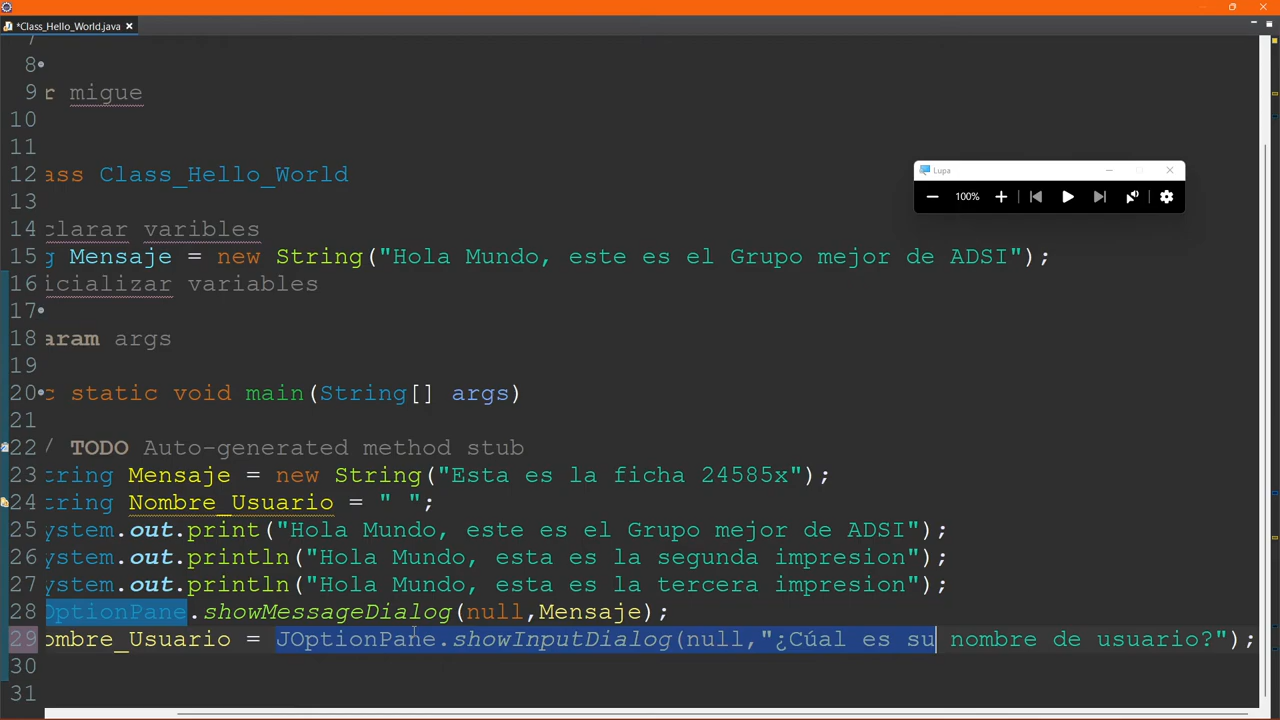 *Class_Hello_World.java
7
8
9 r migue
10
11
12 ass Class_Hello_World
13
14 clarar varibles
15 g Mensaje = new String("Hola Mundo, este es el Grupo mejor de ADSI");
16 icializar variables
17
18 aram args
19
20 c static void main(String[] args)
21
22 / TODO Auto-generated method stub
23 tring Mensaje = new String("Esta es la ficha 24585x");
24 tring Nombre_Usuario = " ";
25 ystem.out.print("Hola Mundo, este es el Grupo mejor de ADSI");
26 ystem.out.println("Hola Mundo, esta es la segunda impresion");
27 ystem.out.println("Hola Mundo, esta es la tercera impresion");
28 OptionPane.showMessageDialog(null,Mensaje);
29 ombre_Usuario = JOptionPane.showInputDialog(null,"¿Cúal es su nombre de usuario?");
30
31
Lupa
100%